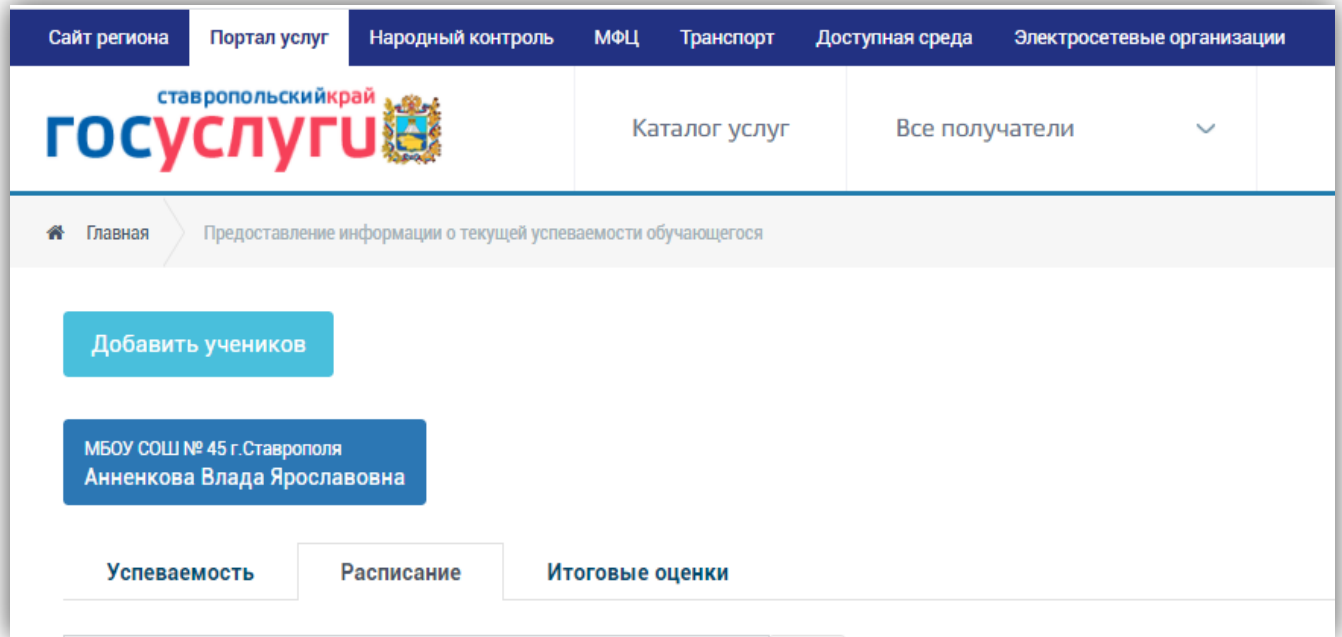 Сайт региона Портал услуг Народный контроль МФЦ Транспорт Доступная среда Электросетевые организации
ставропольскийкрай
госуслуги
Каталог услуг Все получатели
Главная Предоставление информации о текущей успеваемости обучающегося
Добавить учеников
МБОУ СОШ № 45 г.Ставрополя
Анненкова Влада Ярославовна
Успеваемость Расписание Итоговые оценки